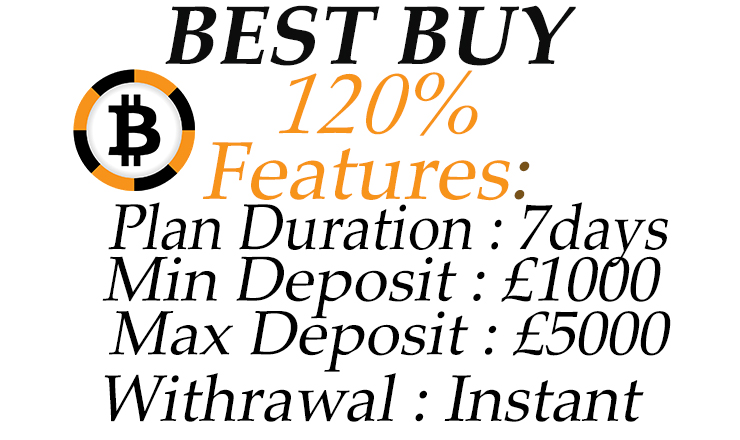 BEST BUY
120%
Features:
Plan Duration : 7days
Min Deposit : £1000
Max Deposit : £5000
Withrawal : Instant